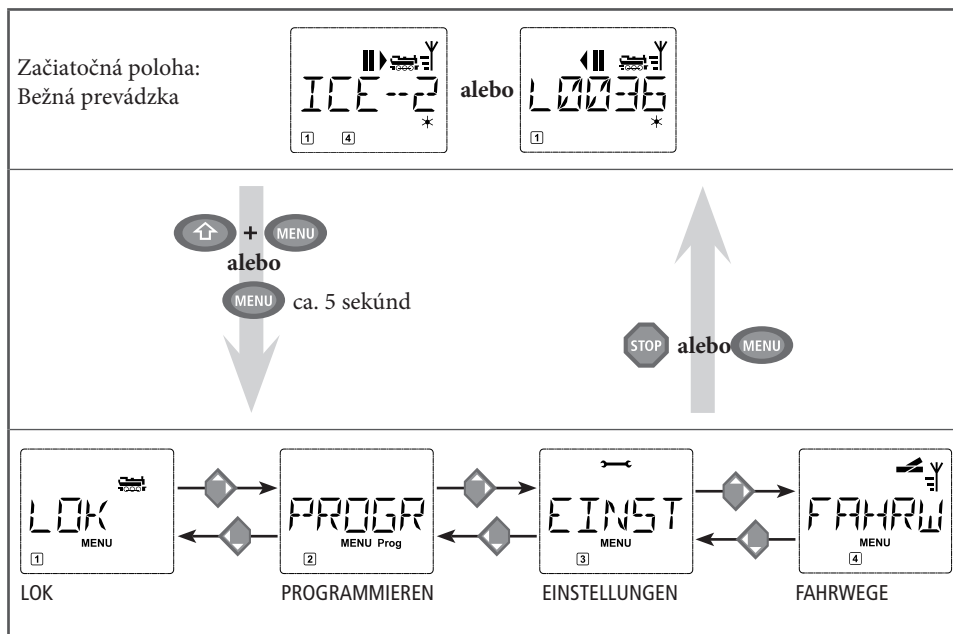 Začiatočná poloha:
Bežná prevádzka
ICE--2
1 4
alebo
L0036
1
+ MENU
alebo
MENU ca. 5 sekúnd
STOP alebo MENU
LOK
MENU
1
LOK
PROGR
MENU Prog
2
PROGRAMMIEREN
EINST
MENU
3
EINSTELLUNGEN
FAHRW
MENU
4
FAHRWEGE